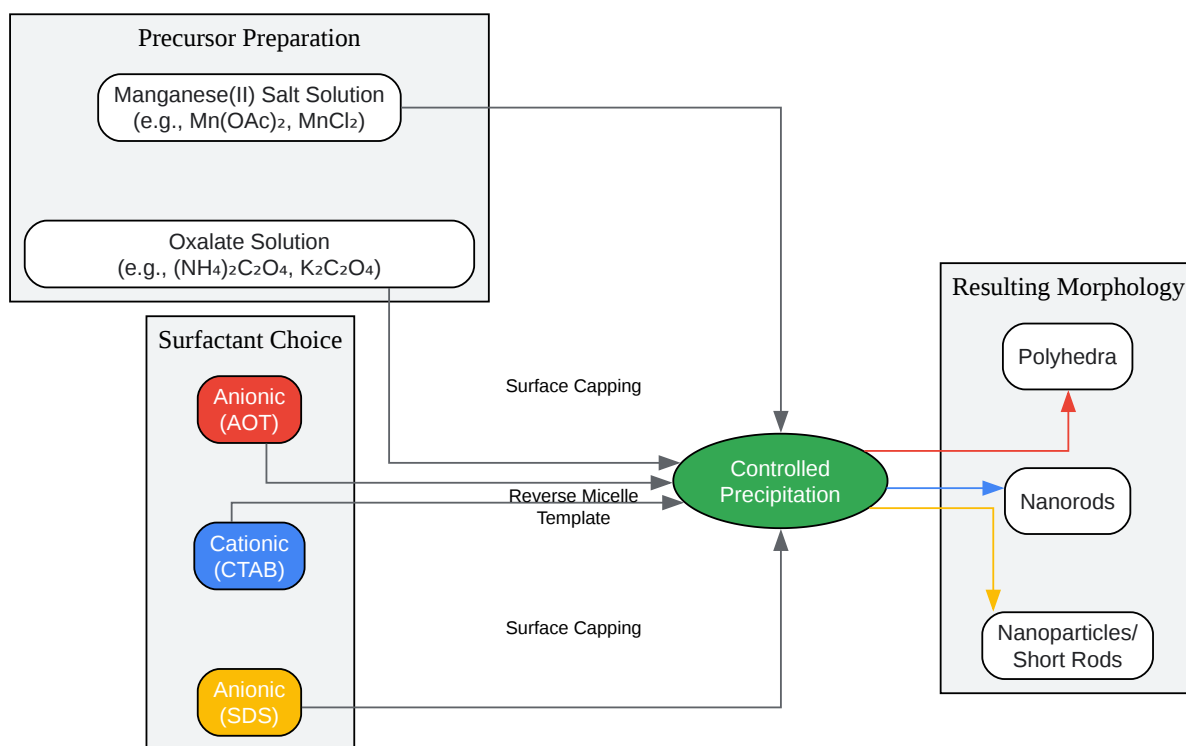 Precursor Preparation
Manganese(II) Salt Solution
(e.g., Mn(OAc)₂, MnCl₂)
Oxalate Solution
(e.g., (NH₄)₂C₂O₄, K₂C₂O₄)
Surfactant Choice
Anionic
(AOT)
Cationic
(CTAB)
Anionic
(SDS)
Surface Capping
Reverse Micelle
Template
Surface Capping
Controlled
Precipitation
Resulting Morphology
Polyhedra
Nanorods
Nanoparticles/
Short Rods